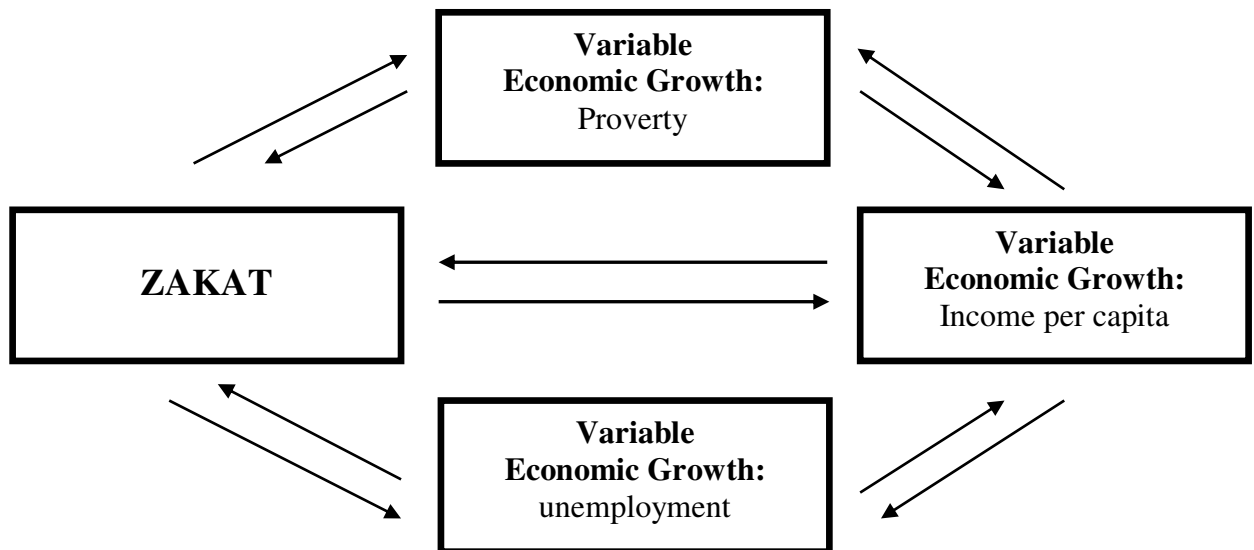 Variable
Economic Growth:
Proverty
ZAKAT
Variable
Economic Growth:
Income per capita
Variable
Economic Growth:
unemployment